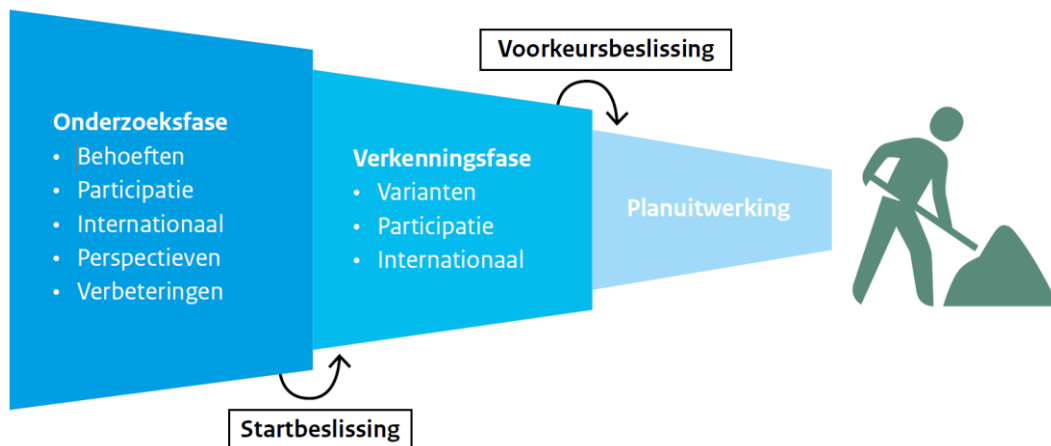 Voorkeursbeslissing
Onderzoeksfase
• Behoeften
• Participatie
• Internationaal
• Perspectieven
• Verbeteringen
Verkenningsfase
• Varianten
• Participatie
• Internationaal
Planuitwerking
Startbeslissing